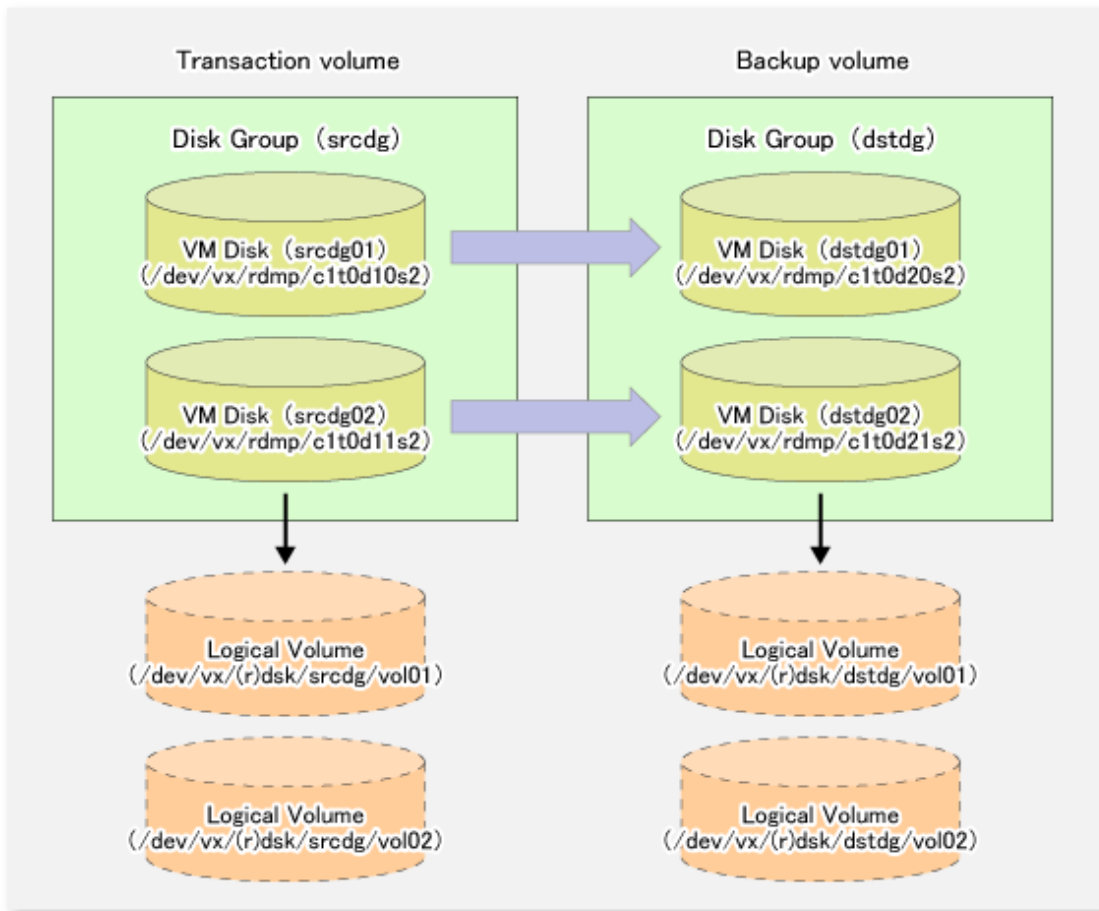 Transaction volume
Backup volume
Disk Group (srcdg)
VM Disk (srcdg01)
(/dev/vx/rdmp/c1t0d10s2)
VM Disk (srcdg02)
(/dev/vx/rdmp/c1t0d11s2)
Disk Group (dstdg)
VM Disk (dstdg01)
(/dev/vx/rdmp/c1t0d20s2)
VM Disk (dstdg02)
(/dev/vx/rdmp/c1t0d21s2)
Logical Volume
(/dev/vx/(r)dsk/srcdg/vol01)
Logical Volume
(/dev/vx/(r)dsk/srcdg/vol02)
Logical Volume
(/dev/vx/(r)dsk/dstdg/vol01)
Logical Volume
(/dev/vx/(r)dsk/dstdg/vol02)